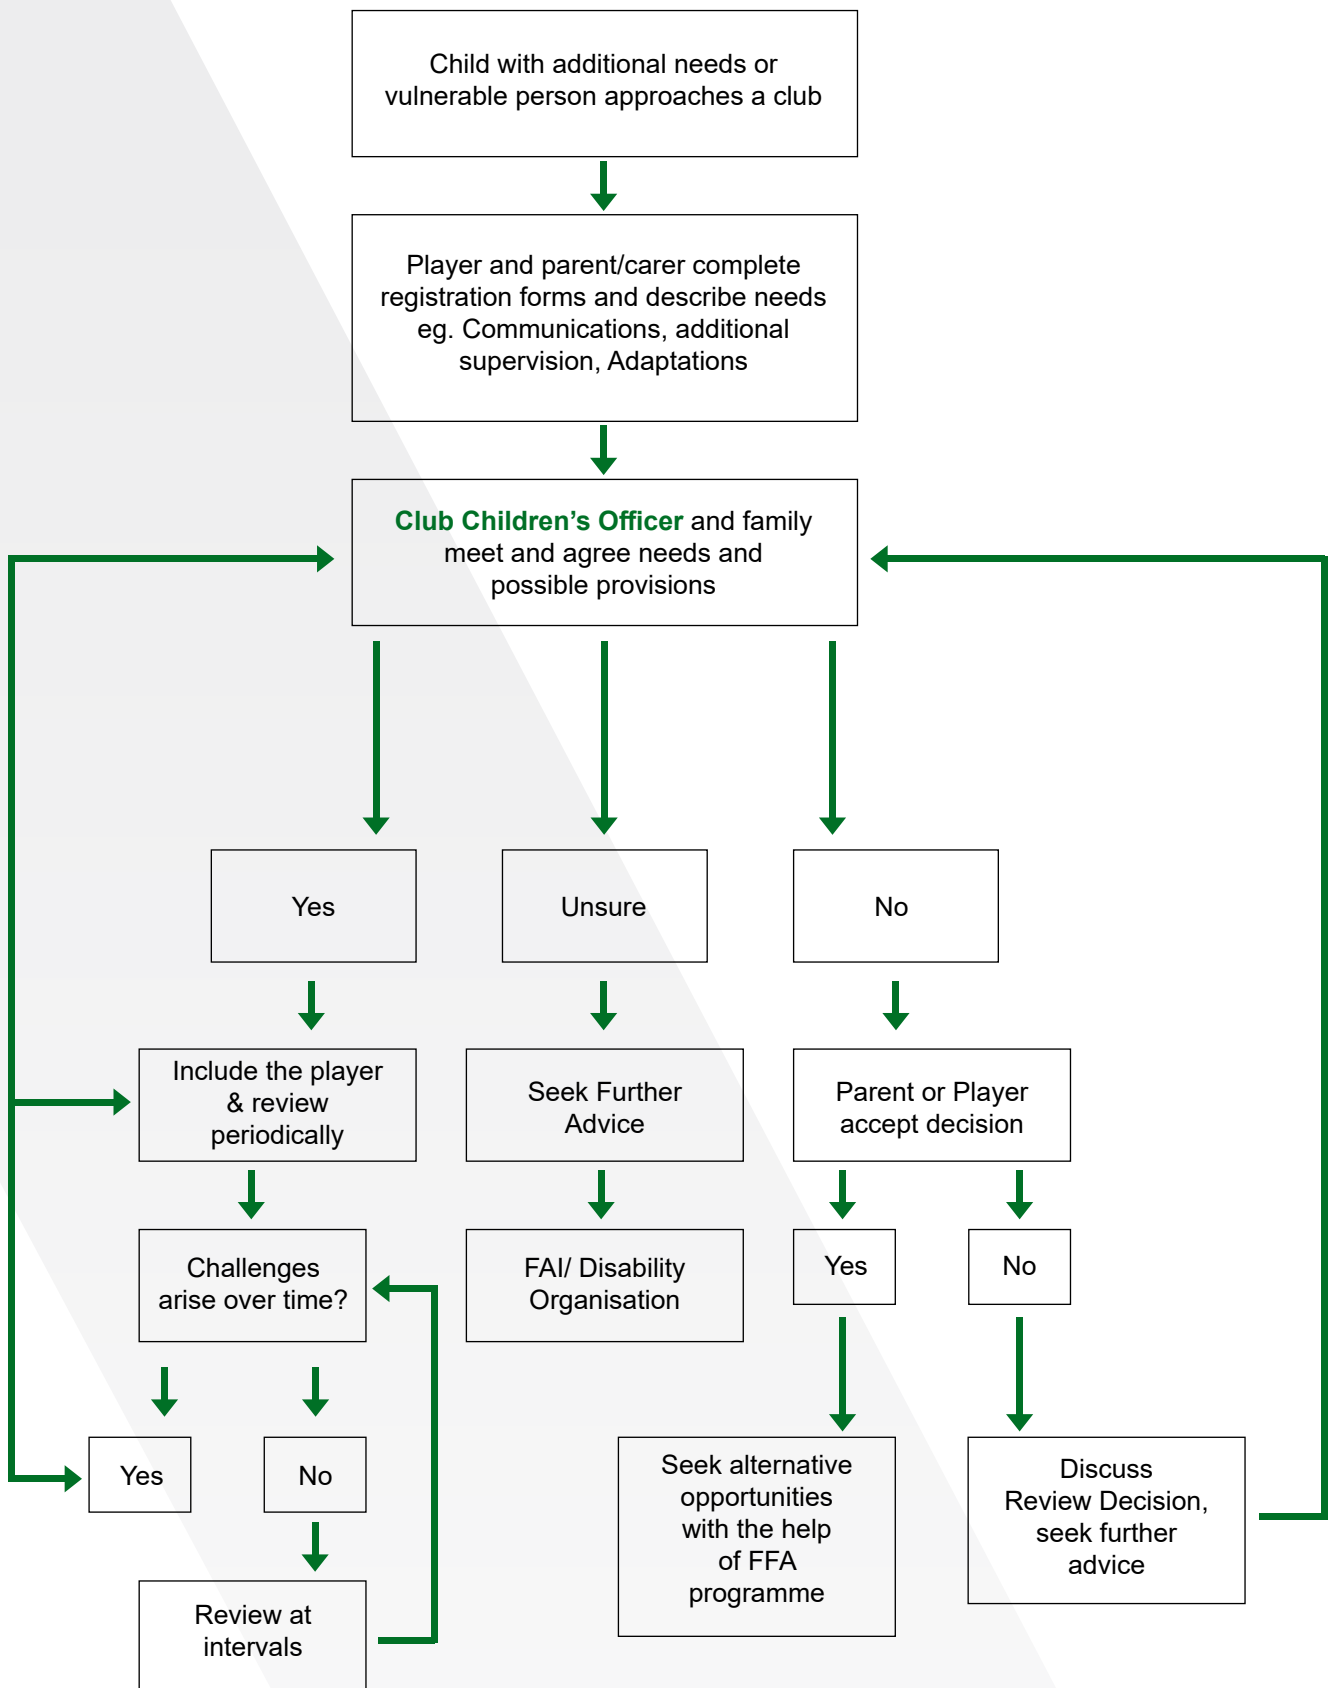 Child with additional needs or
vulnerable person approaches a club
Player and parent/carer complete
registration forms and describe needs
eg. Communications, additional
supervision, Adaptations
Club Children’s Officer and family
meet and agree needs and
possible provisions
Yes
Unsure
No
Include the player
& review
periodically
Seek Further
Advice
Parent or Player
accept decision
Challenges
arise over time?
FAI/ Disability
Organisation
Yes
No
Yes
No
Seek alternative
opportunities
with the help
of FFA
programme
Discuss
Review Decision,
seek further
advice
Review at
intervals